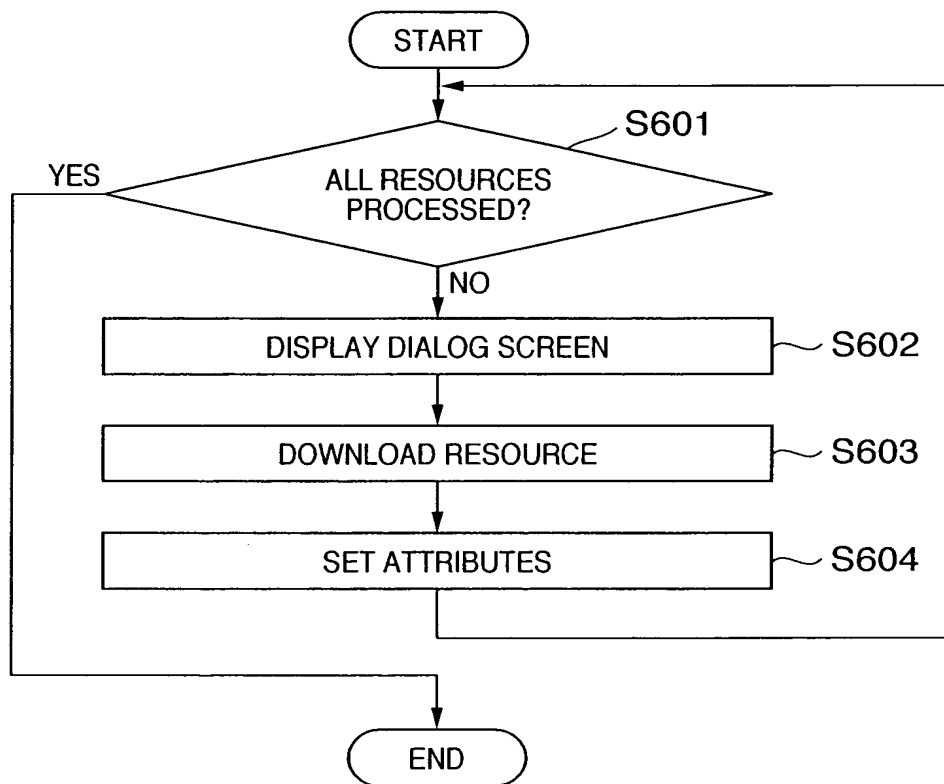 START
S601
YES
ALL RESOURCES
PROCESSED?
NO
DISPLAY DIALOG SCREEN
S602
DOWNLOAD RESOURCE
S603
SET ATTRIBUTES
S604
END